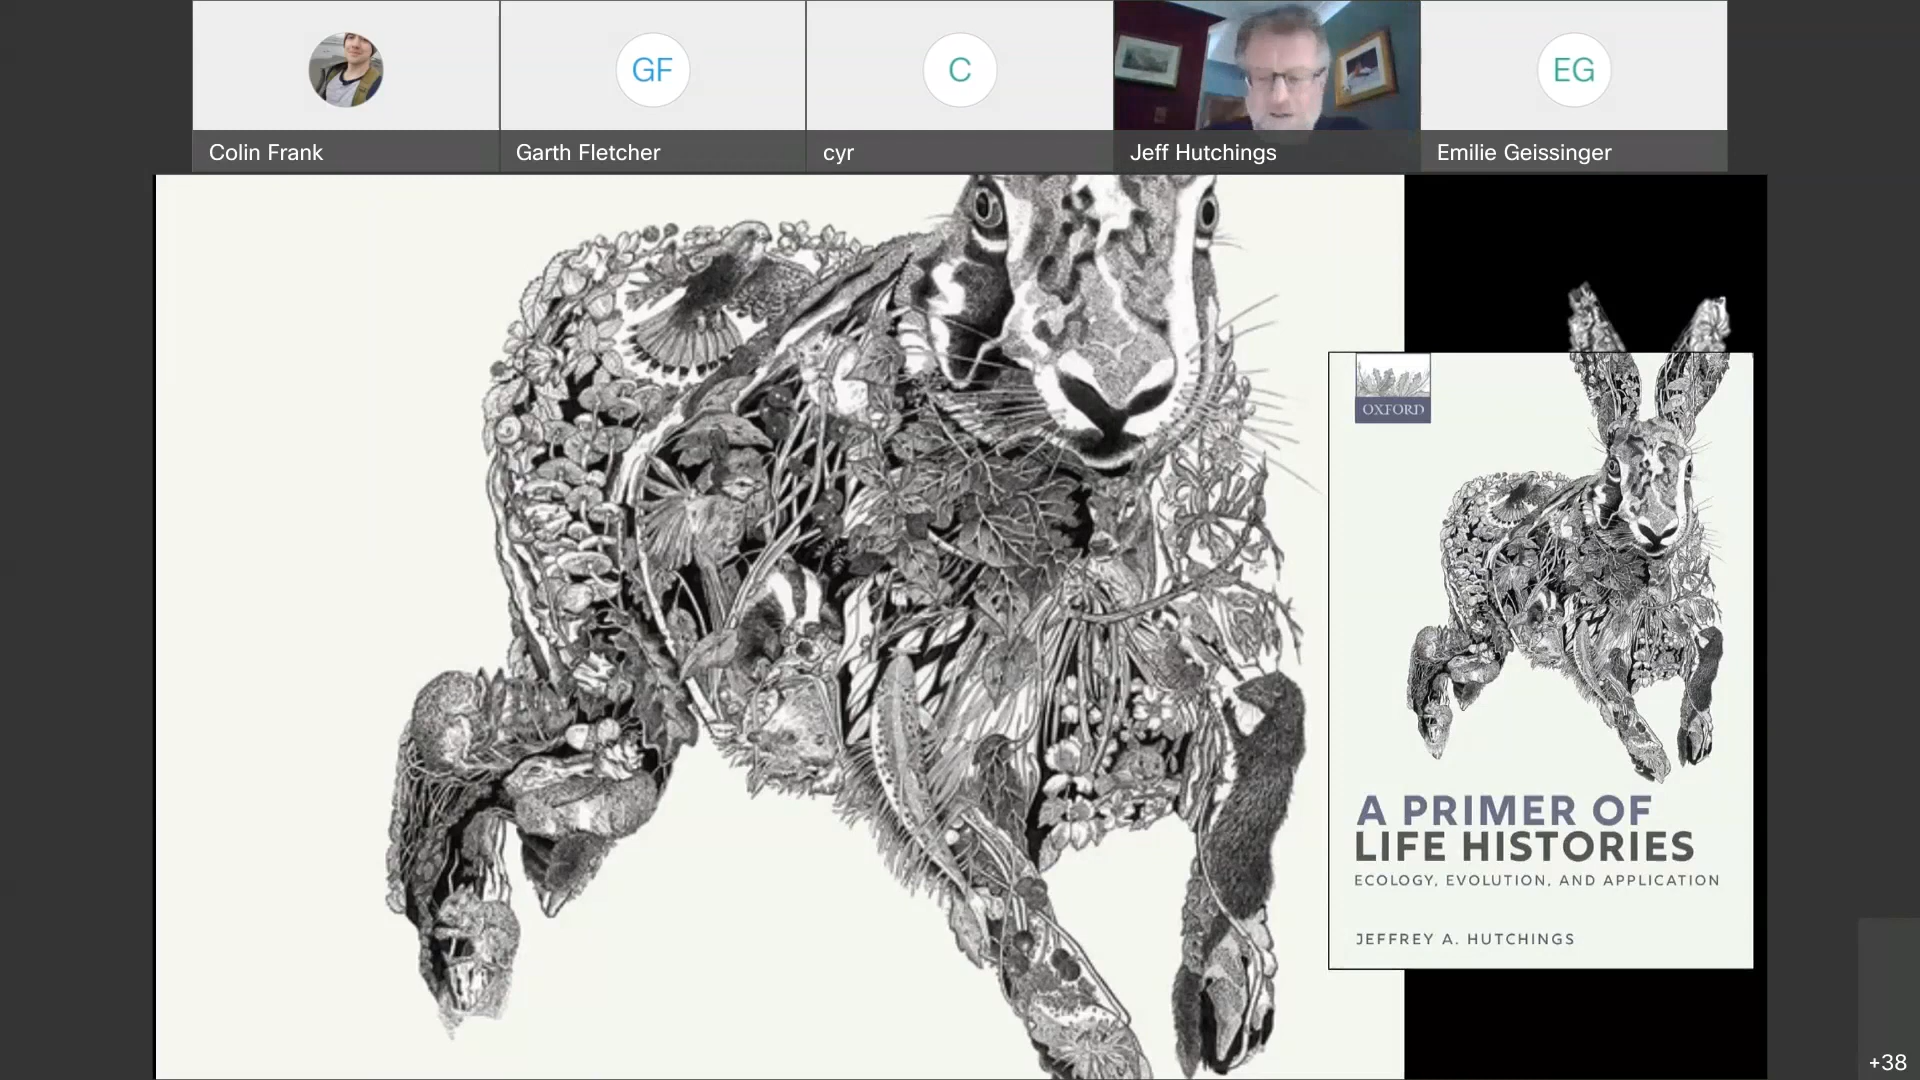 GF
C
EG
Colin Frank
Garth Fletcher
cyr
Jeff Hutchings
Emilie Geissinger
OXFORD
A PRIMER OF
LIFE HISTORIES
ECOLOGY, EVOLUTION, AND APPLICATION
JEFFREY A. HUTCHINGS
+38